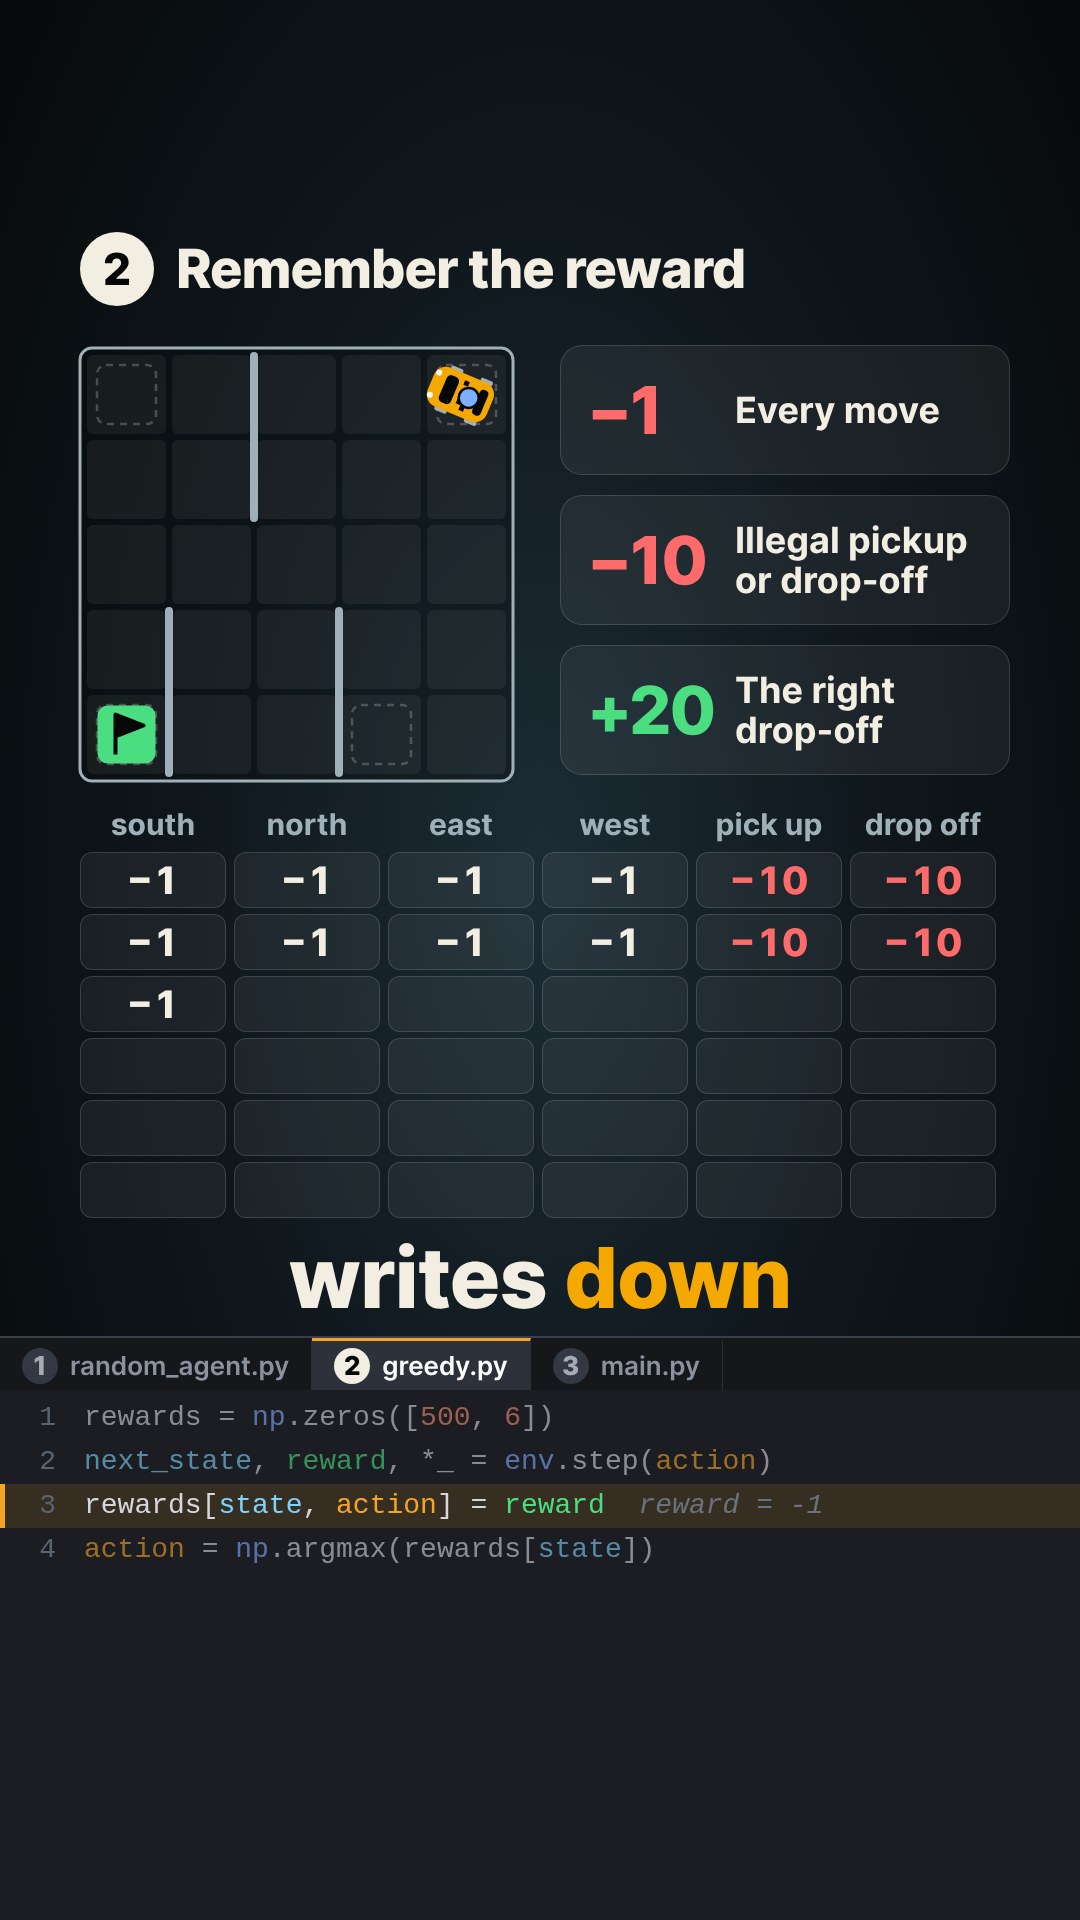 2 Remember the reward
−1 Every move
−10 Illegal pickup
or drop-off
+20 The right
drop-off
south north east west pick up drop off
−1 −1 −1 −1 −10 −10
−1 −1 −1 −1 −10 −10
−1
writes down
1 random_agent.py 2 greedy.py 3 main.py
1 rewards = np.zeros([500, 6])
2 next_state, reward, *_ = env.step(action)
3 rewards[state, action] = reward reward = -1
4 action = np.argmax(rewards[state])